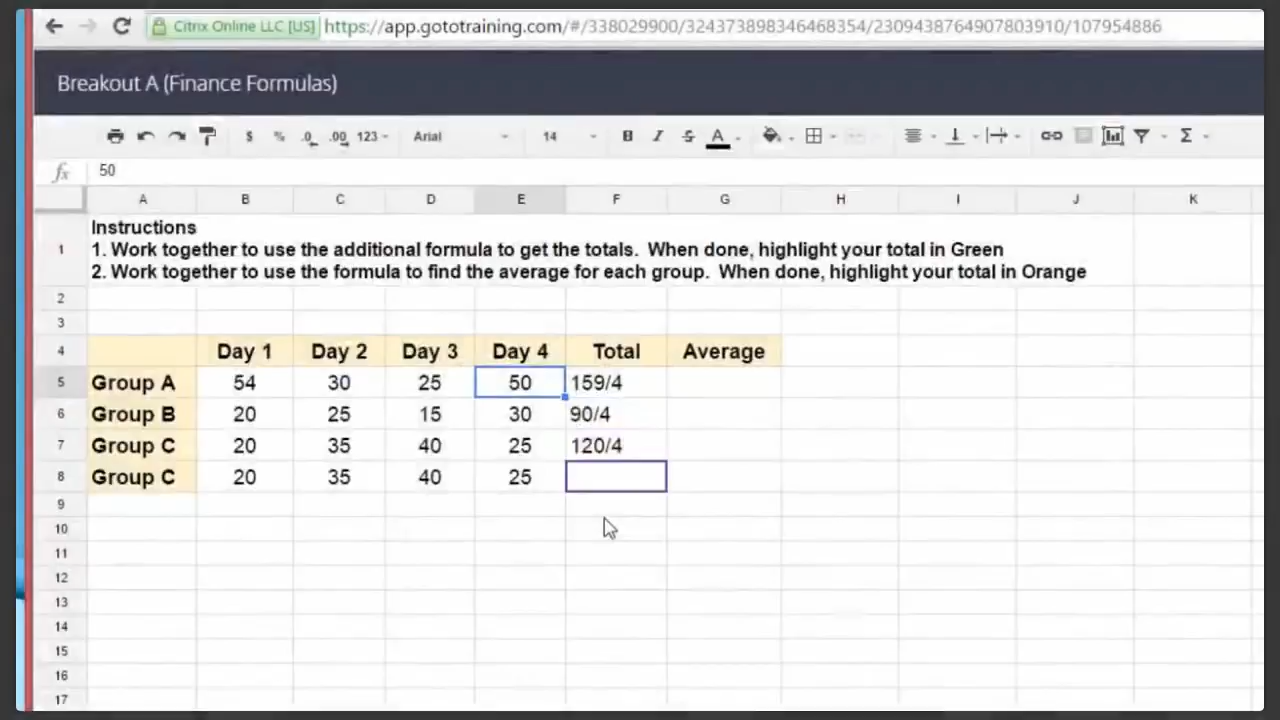 Citrix Online LLC [US] https://app.gototraining.com/#/338029900/324373898346468354/2309438764907803910/107954886
Breakout A (Finance Formulas)
$ % .0 .00 123 Arial 14 B I S A Σ
fx 50
A B C D E F G H I J K
Instructions
1 1. Work together to use the additional formula to get the totals. When done, highlight your total in Green
2. Work together to use the formula to find the average for each group. When done, highlight your total in Orange
2
3
4 Day 1 Day 2 Day 3 Day 4 Total Average
5 Group A 54 30 25 50 159/4
6 Group B 20 25 15 30 90/4
7 Group C 20 35 40 25 120/4
8 Group C 20 35 40 25
9
10
11
12
13
14
15
16
17